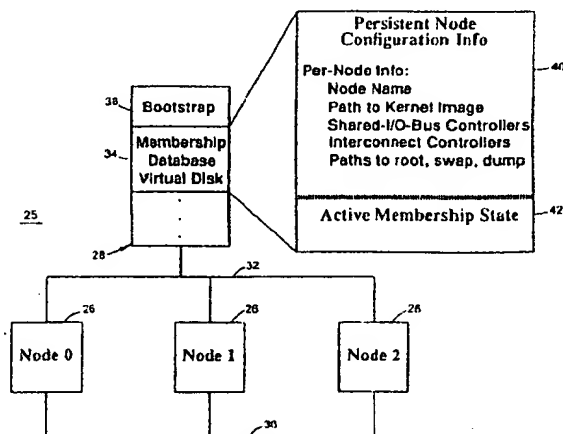 Persistent Node
Configuration Info
40
Per-Node Info:
Node Name
Path to Kernel Image
Shared-I/O-Bus Controllers
Interconnect Controllers
Paths to root, swap, dump
Active Membership State
42
38
Bootstrap
34
Membership
Database
Virtual Disk
25
28
32
26
Node 0
26
Node 1
26
Node 2
30